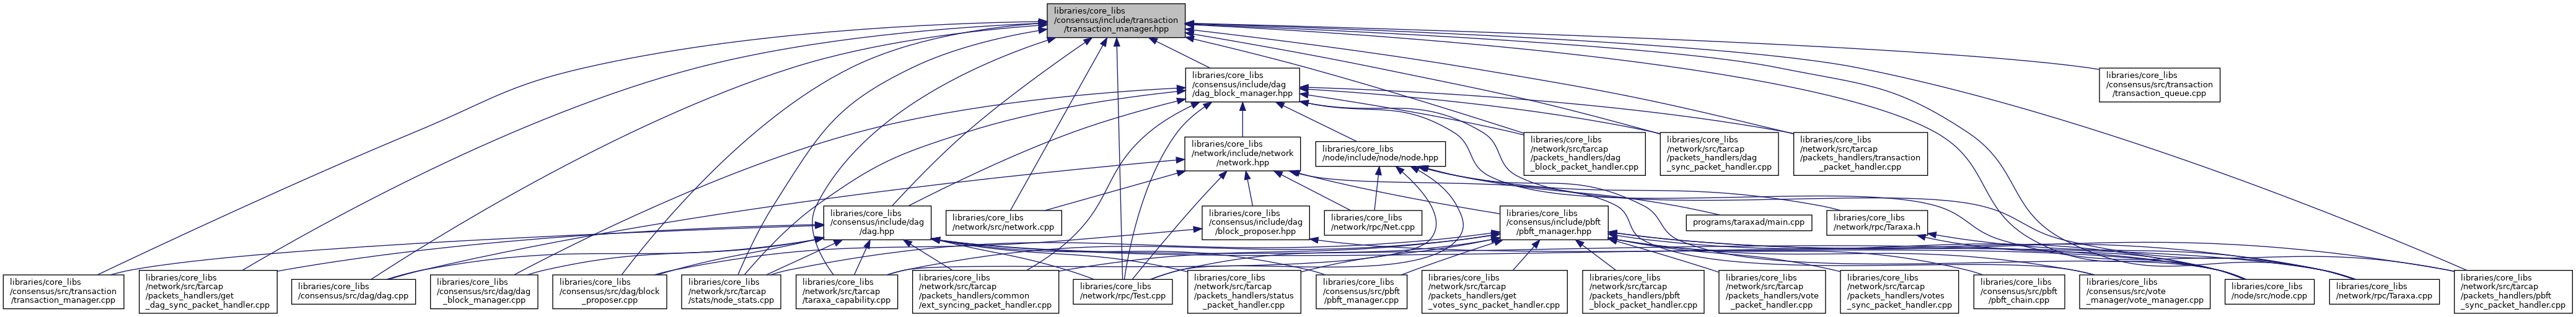 libraries/core_libs
/consensus/include/transaction
/transaction_manager.hpp
libraries/core_libs
/consensus/include/dag
/dag_block_manager.hpp
libraries/core_libs
/consensus/src/transaction
/transaction_queue.cpp
libraries/core_libs
/network/include/network
/network.hpp
libraries/core_libs
/node/include/node/node.hpp
libraries/core_libs
/network/src/tarcap
/packets_handlers/dag
_block_packet_handler.cpp
libraries/core_libs
/network/src/tarcap
/packets_handlers/dag
_sync_packet_handler.cpp
libraries/core_libs
/network/src/tarcap
/packets_handlers/transaction
_packet_handler.cpp
libraries/core_libs
/consensus/include/dag
/dag.hpp
libraries/core_libs
/network/src/network.cpp
libraries/core_libs
/consensus/include/dag
/block_proposer.hpp
libraries/core_libs
/network/rpc/Net.cpp
libraries/core_libs
/consensus/include/pbft
/pbft_manager.hpp
programs/taraxad/main.cpp
libraries/core_libs
/network/rpc/Taraxa.h
libraries/core_libs
/consensus/src/transaction
/transaction_manager.cpp
libraries/core_libs
/network/src/tarcap
/packets_handlers/get
_dag_sync_packet_handler.cpp
libraries/core_libs
/consensus/src/dag/dag.cpp
libraries/core_libs
/consensus/src/dag/dag
_block_manager.cpp
libraries/core_libs
/consensus/src/dag/block
_proposer.cpp
libraries/core_libs
/network/src/tarcap
/stats/node_stats.cpp
libraries/core_libs
/network/src/tarcap
/taraxa_capability.cpp
libraries/core_libs
/network/src/tarcap
/packets_handlers/common
/ext_syncing_packet_handler.cpp
libraries/core_libs
/network/rpc/Test.cpp
libraries/core_libs
/network/src/tarcap
/packets_handlers/status
_packet_handler.cpp
libraries/core_libs
/consensus/src/pbft
/pbft_manager.cpp
libraries/core_libs
/network/src/tarcap
/packets_handlers/get
_votes_sync_packet_handler.cpp
libraries/core_libs
/network/src/tarcap
/packets_handlers/pbft
_block_packet_handler.cpp
libraries/core_libs
/network/src/tarcap
/packets_handlers/vote
_packet_handler.cpp
libraries/core_libs
/network/src/tarcap
/packets_handlers/votes
_sync_packet_handler.cpp
libraries/core_libs
/consensus/src/pbft
/pbft_chain.cpp
libraries/core_libs
/consensus/src/vote
_manager/vote_manager.cpp
libraries/core_libs
/node/src/node.cpp
libraries/core_libs
/network/rpc/Taraxa.cpp
libraries/core_libs
/network/src/tarcap
/packets_handlers/pbft
_sync_packet_handler.cpp